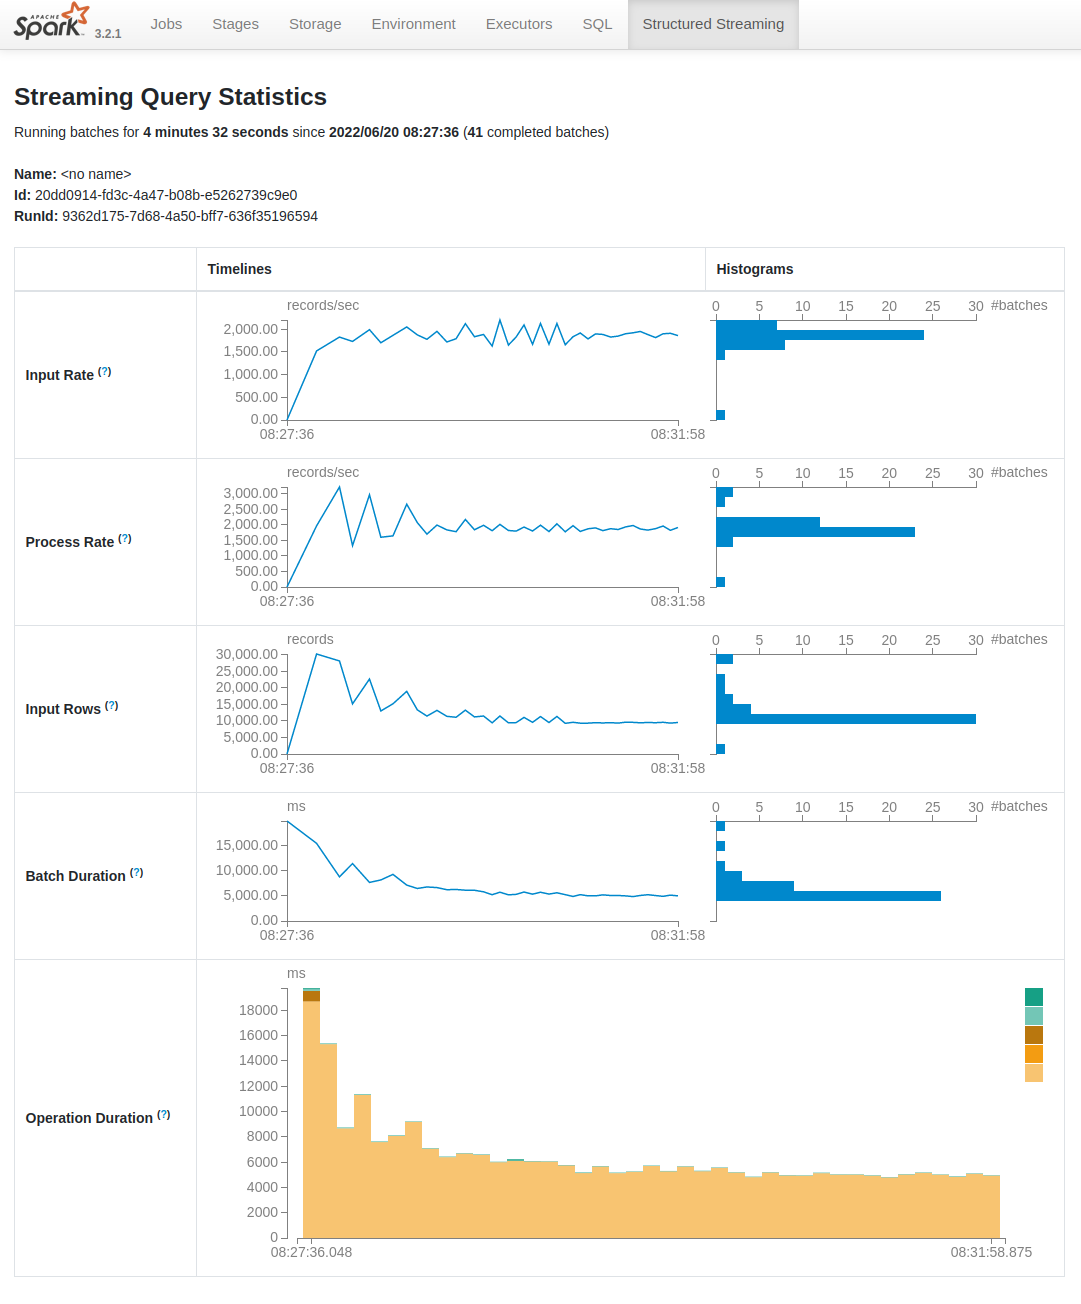 APACHE
Spark 3.2.1 Jobs Stages Storage Environment Executors SQL Structured Streaming
Streaming Query Statistics
Running batches for 4 minutes 32 seconds since 2022/06/20 08:27:36 (41 completed batches)
Name: <no name>
Id: 20dd0914-fd3c-4a47-b08b-e5262739c9e0
RunId: 9362d175-7d68-4a50-bff7-636f35196594
Timelines Histograms
Input Rate (?)
records/sec
2,000.00
1,500.00
1,000.00
500.00
0.00
08:27:36 08:31:58
0 5 10 15 20 25 30 #batches
Process Rate (?)
records/sec
3,000.00
2,500.00
2,000.00
1,500.00
1,000.00
500.00
0.00
08:27:36 08:31:58
0 5 10 15 20 25 30 #batches
Input Rows (?)
records
30,000.00
25,000.00
20,000.00
15,000.00
10,000.00
5,000.00
0.00
08:27:36 08:31:58
0 5 10 15 20 25 30 #batches
Batch Duration (?)
ms
15,000.00
10,000.00
5,000.00
0.00
08:27:36 08:31:58
0 5 10 15 20 25 30 #batches
Operation Duration (?)
ms
18000
16000
14000
12000
10000
8000
6000
4000
2000
0
08:27:36.048 08:31:58.875